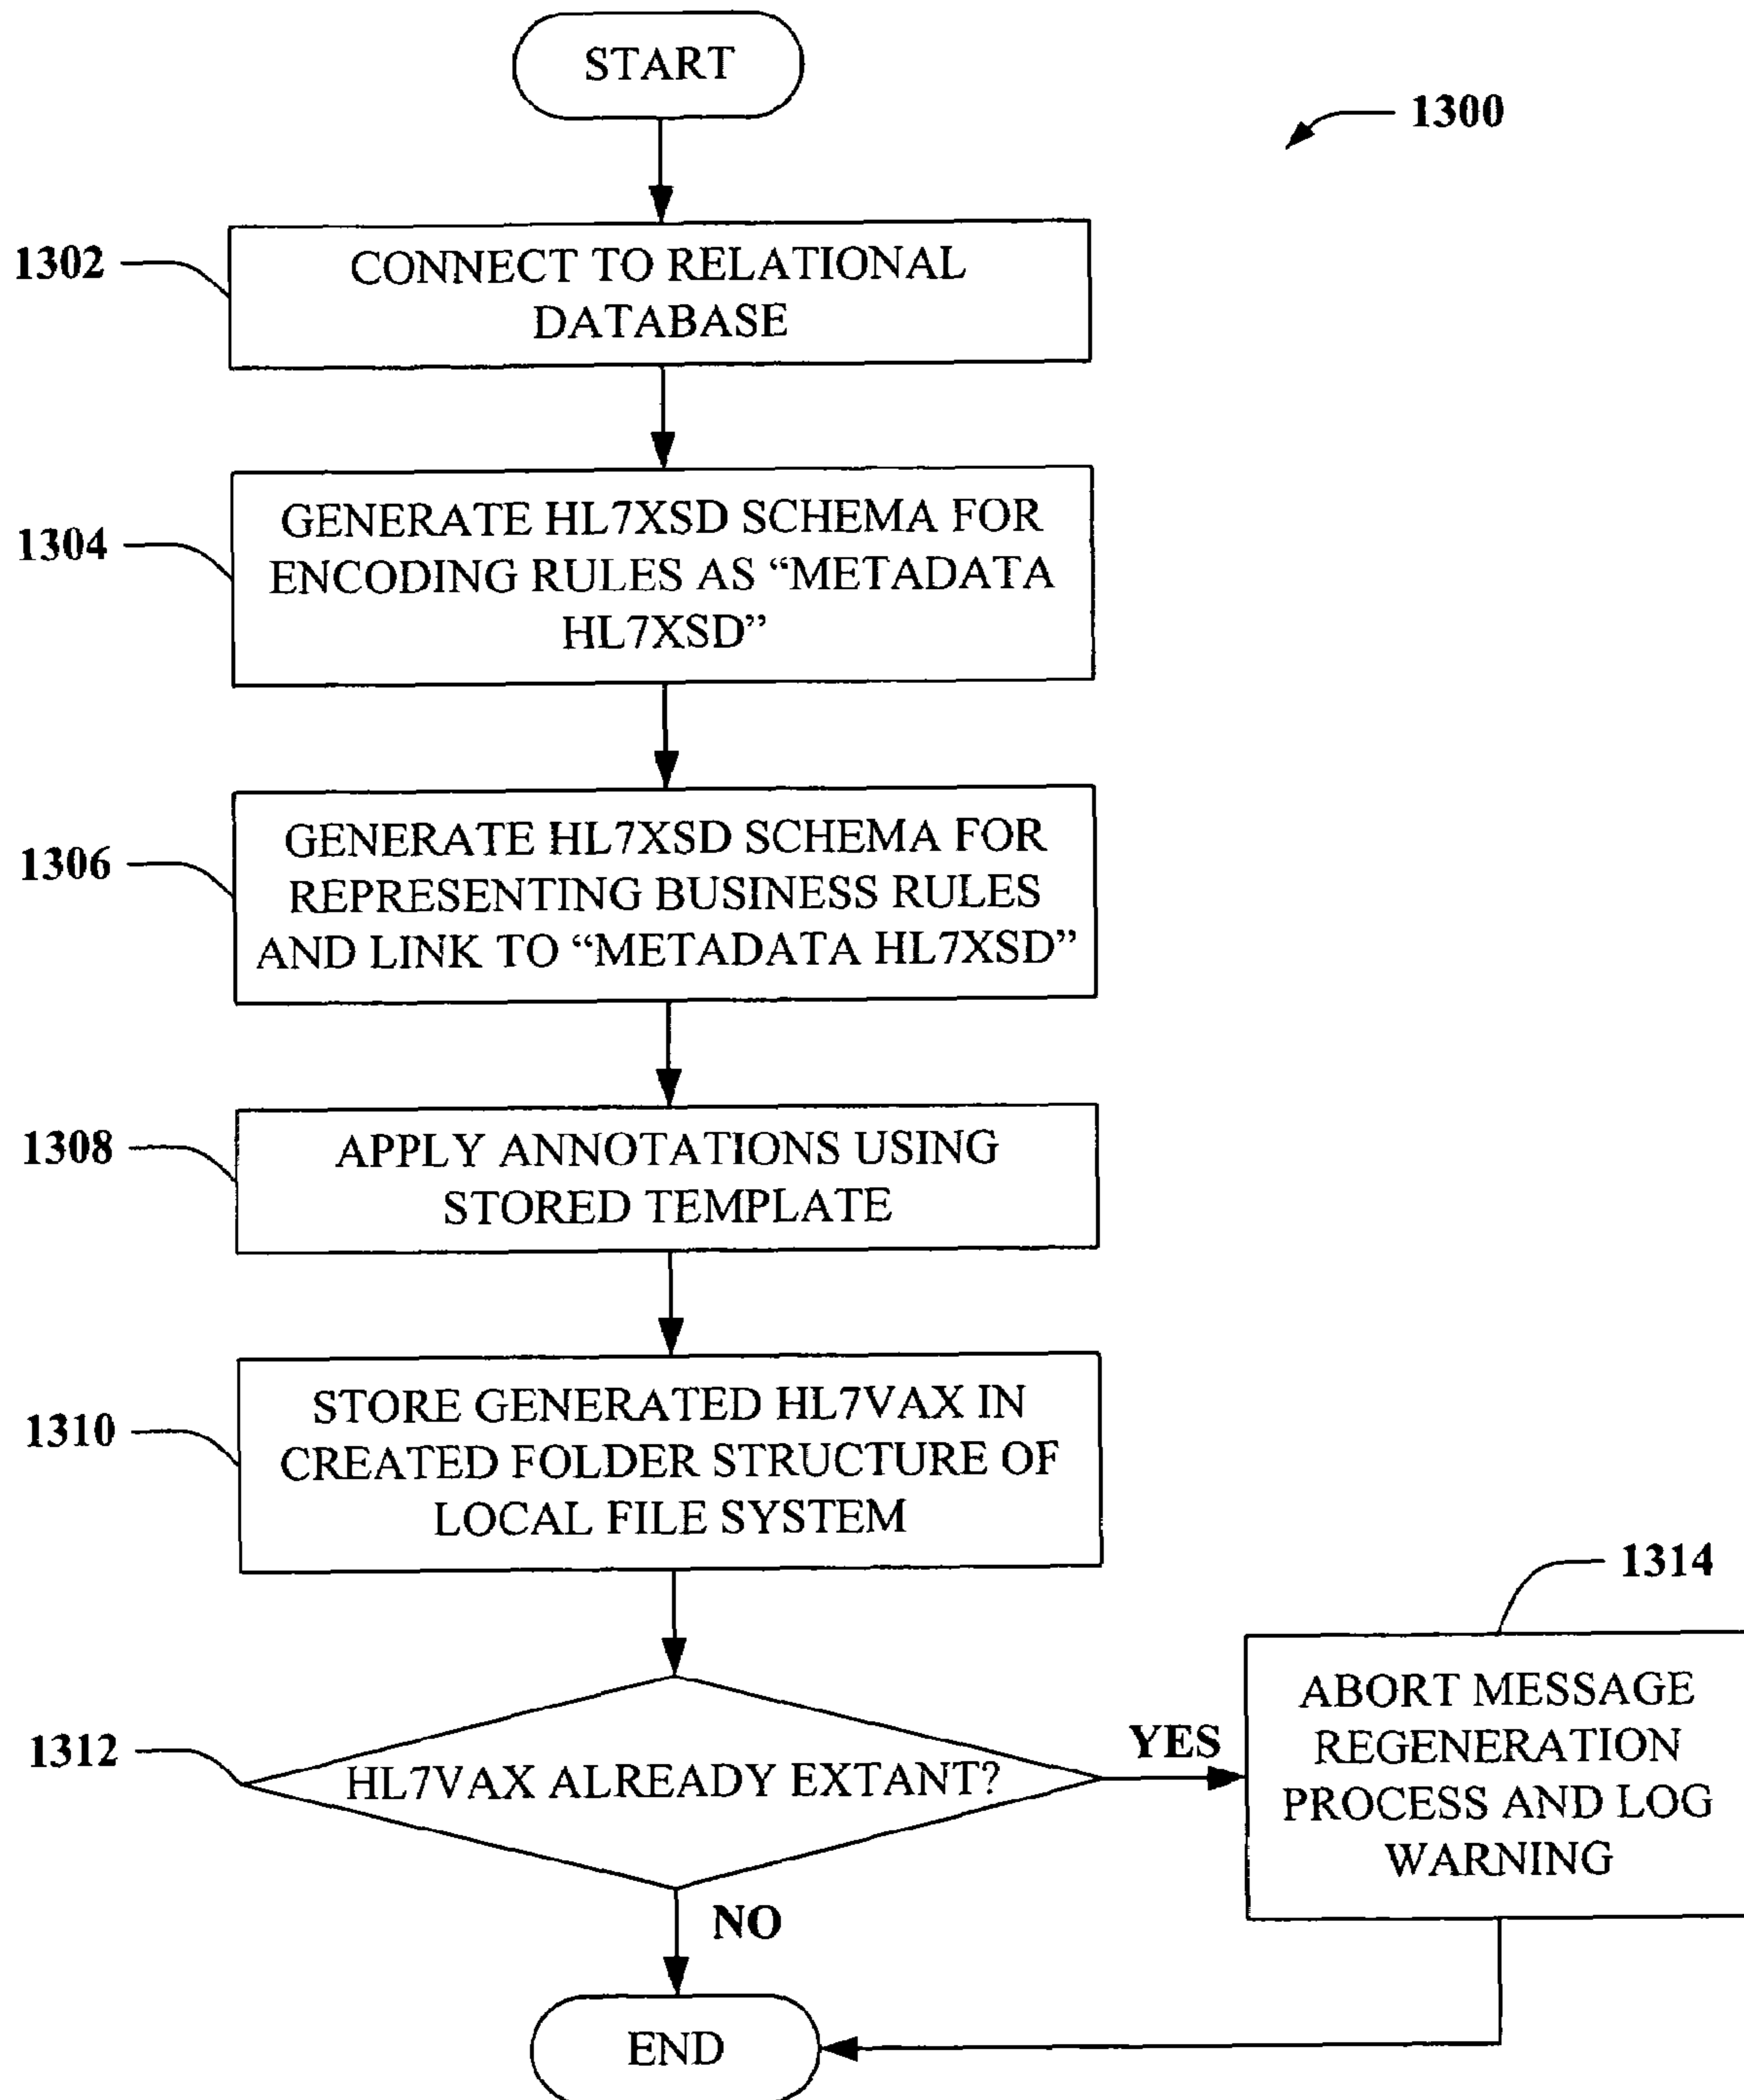 START
1300
1302
CONNECT TO RELATIONAL
DATABASE
1304
GENERATE HL7XSD SCHEMA FOR
ENCODING RULES AS “METADATA
HL7XSD”
1306
GENERATE HL7XSD SCHEMA FOR
REPRESENTING BUSINESS RULES
AND LINK TO “METADATA HL7XSD”
1308
APPLY ANNOTATIONS USING
STORED TEMPLATE
1310
STORE GENERATED HL7VAX IN
CREATED FOLDER STRUCTURE OF
LOCAL FILE SYSTEM
1312
HL7VAX ALREADY EXTANT?
YES
1314
ABORT MESSAGE
REGENERATION
PROCESS AND LOG
WARNING
NO
END